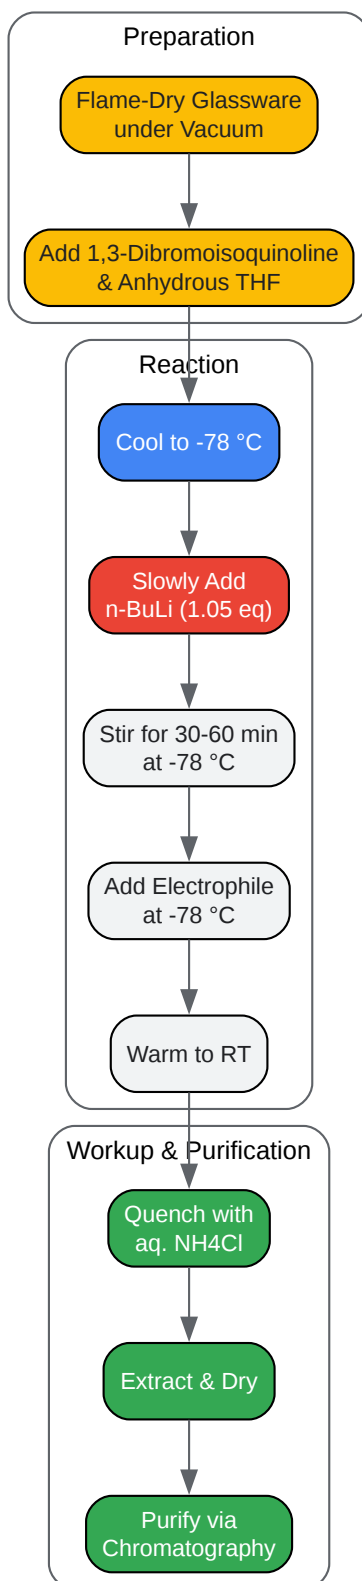 Preparation
Flame-Dry Glassware
under Vacuum
Add 1,3-Dibromoisoquinoline
& Anhydrous THF
Reaction
Cool to -78 °C
Slowly Add
n-BuLi (1.05 eq)
Stir for 30-60 min
at -78 °C
Add Electrophile
at -78 °C
Warm to RT
Workup & Purification
Quench with
aq. NH4Cl
Extract & Dry
Purify via
Chromatography